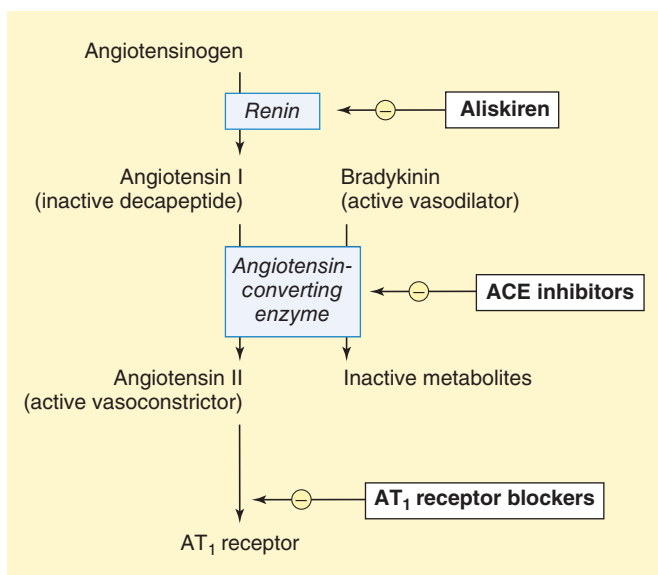 Angiotensinogen
Renin
−
Aliskiren
Angiotensin I
(inactive decapeptide)
Bradykinin
(active vasodilator)
Angiotensin-
converting
enzyme
−
ACE inhibitors
Angiotensin II
(active vasoconstrictor)
Inactive metabolites
−
AT₁ receptor blockers
AT₁ receptor